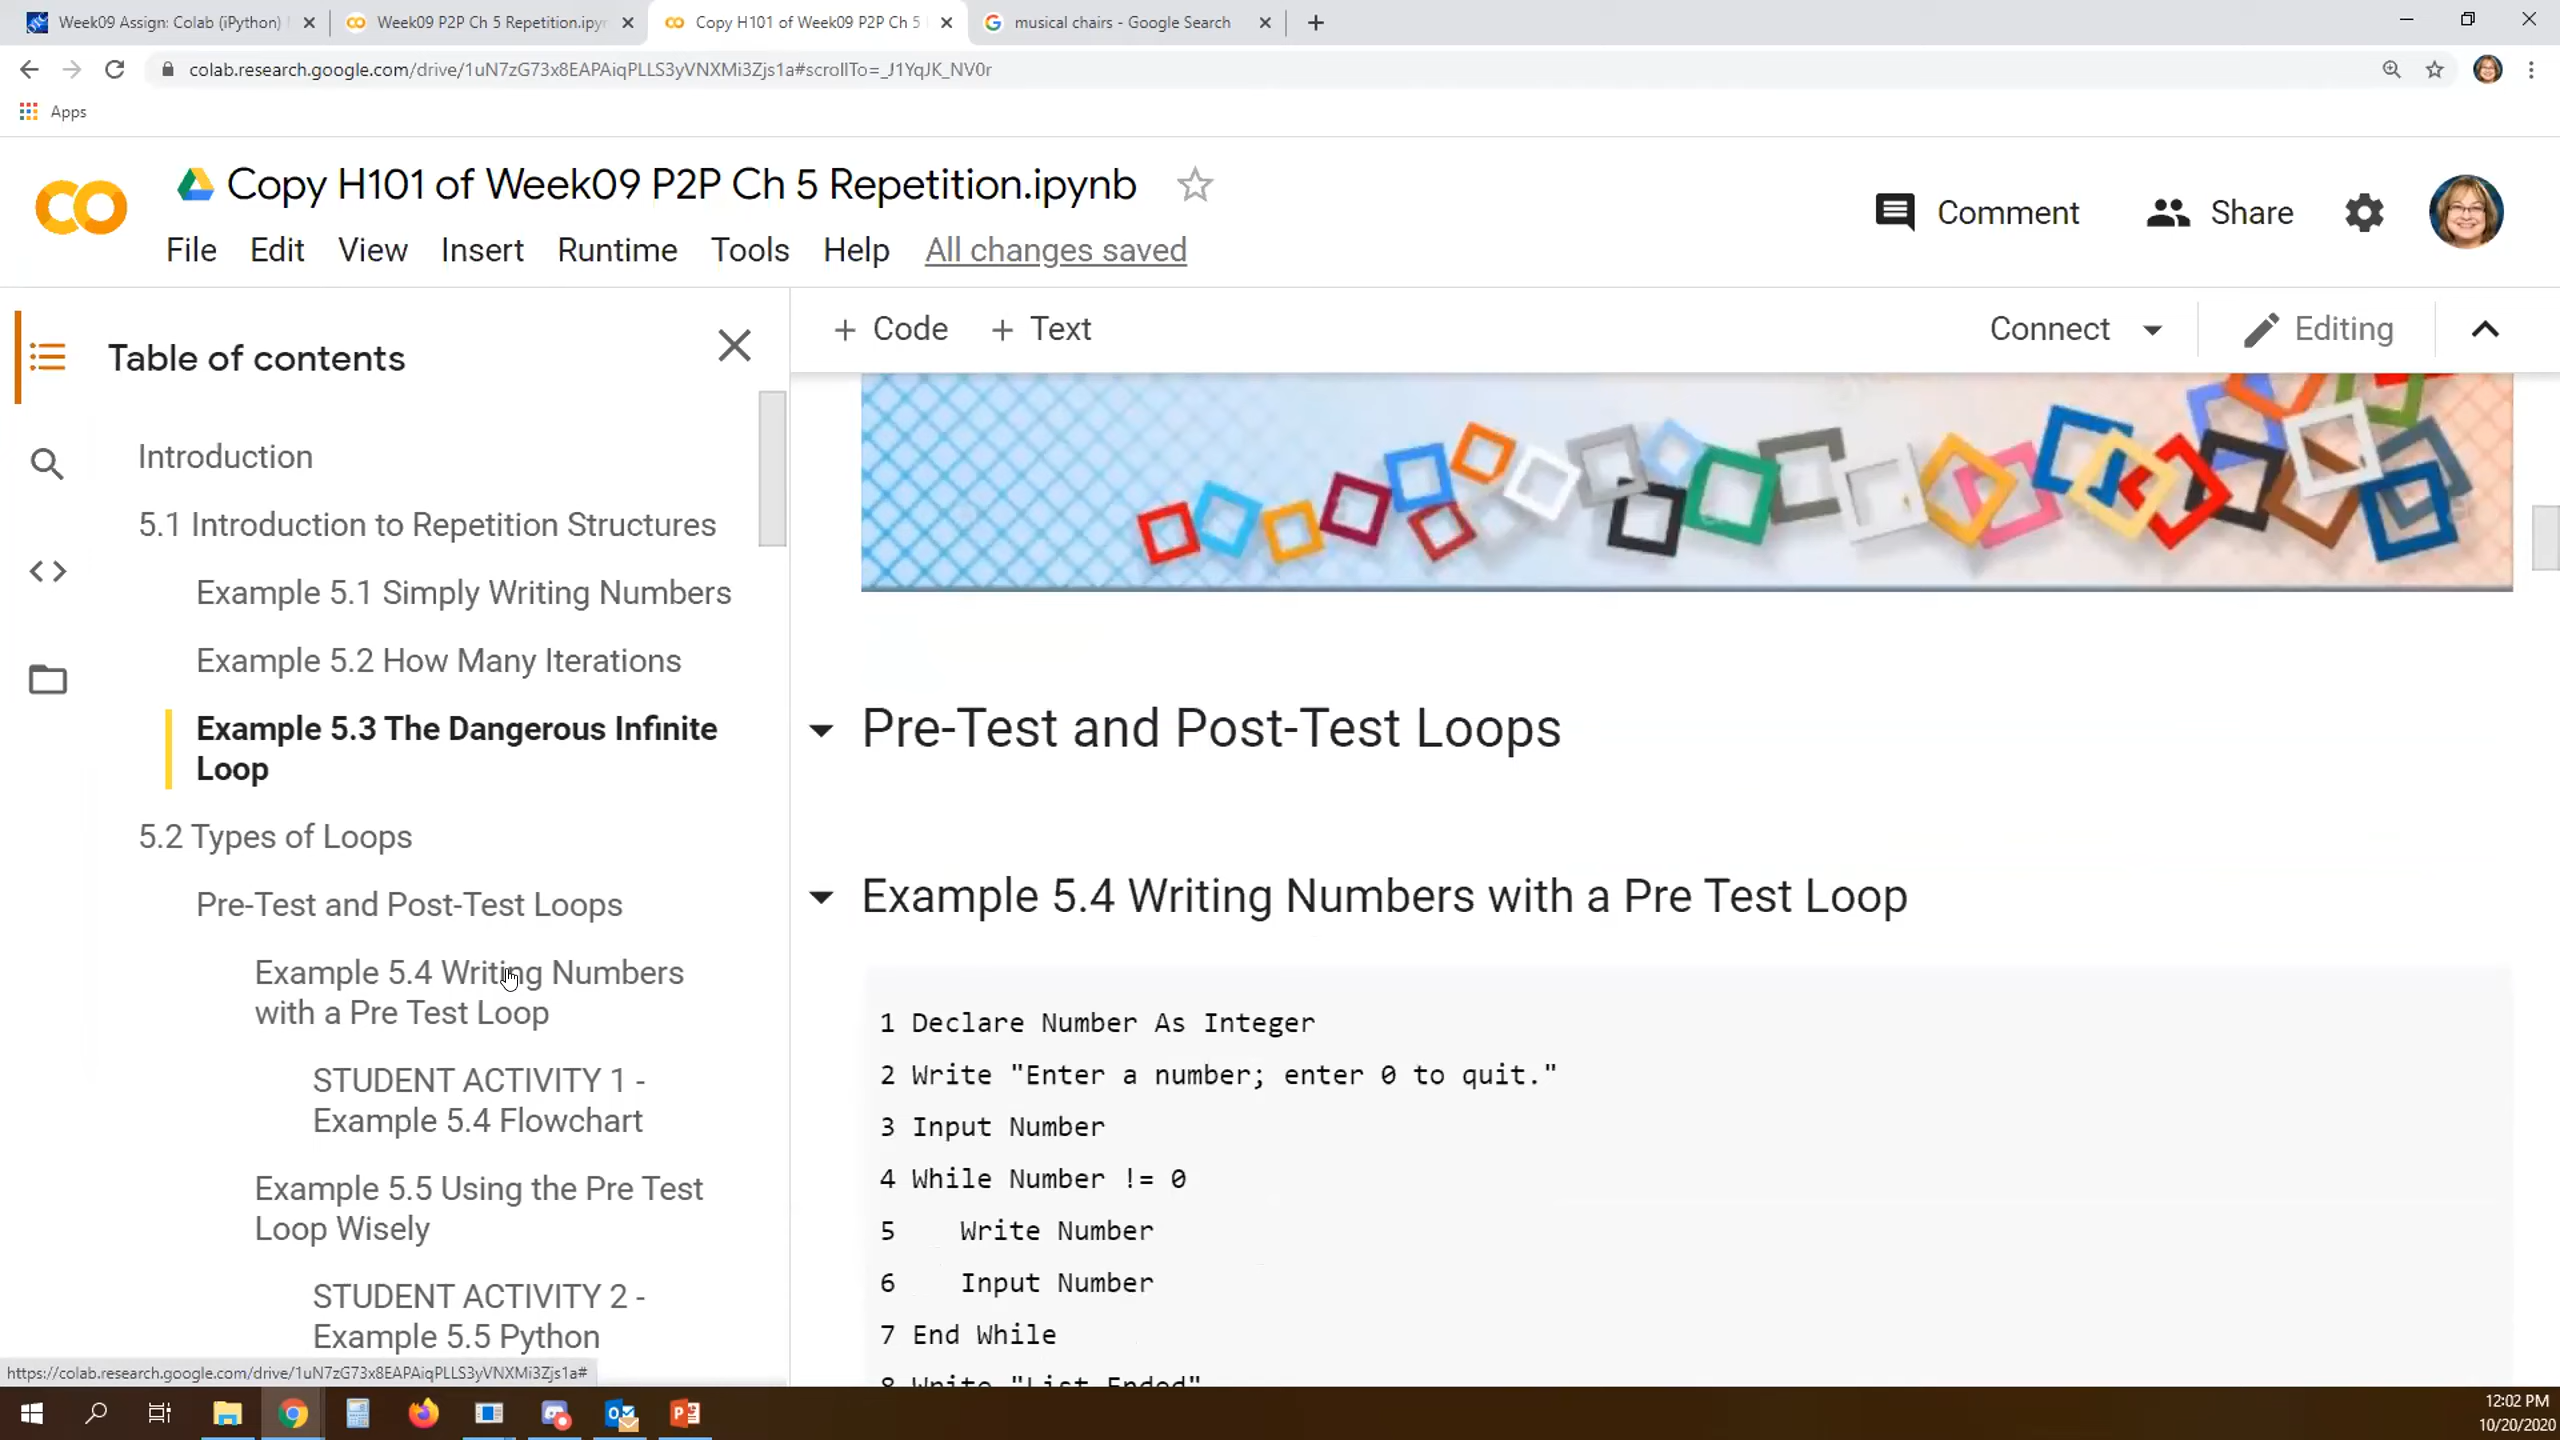 Week09 Assign: Colab (iPython)
Week09 P2P Ch 5 Repetition.ipyn
Copy H101 of Week09 P2P Ch 5
musical chairs - Google Search
colab.research.google.com/drive/1uN7zG73x8EAPAiqPLLS3yVNXMi3Zjs1a#scrollTo=_J1YqJK_NV0r
Apps
Copy H101 of Week09 P2P Ch 5 Repetition.ipynb
Comment
Share
File Edit View Insert Runtime Tools Help All changes saved
Table of contents
Introduction
5.1 Introduction to Repetition Structures
Example 5.1 Simply Writing Numbers
Example 5.2 How Many Iterations
Example 5.3 The Dangerous Infinite
Loop
5.2 Types of Loops
Pre-Test and Post-Test Loops
Example 5.4 Writing Numbers
with a Pre Test Loop
STUDENT ACTIVITY 1 -
Example 5.4 Flowchart
Example 5.5 Using the Pre Test
Loop Wisely
STUDENT ACTIVITY 2 -
Example 5.5 Python
+ Code + Text
Connect
Editing
Pre-Test and Post-Test Loops
Example 5.4 Writing Numbers with a Pre Test Loop
1 Declare Number As Integer
2 Write "Enter a number; enter 0 to quit."
3 Input Number
4 While Number != 0
5 Write Number
6 Input Number
7 End While
8 Write "List Ended"
https://colab.research.google.com/drive/1uN7zG73x8EAPAiqPLLS3yVNXMi3Zjs1a#
12:02 PM
10/20/2020